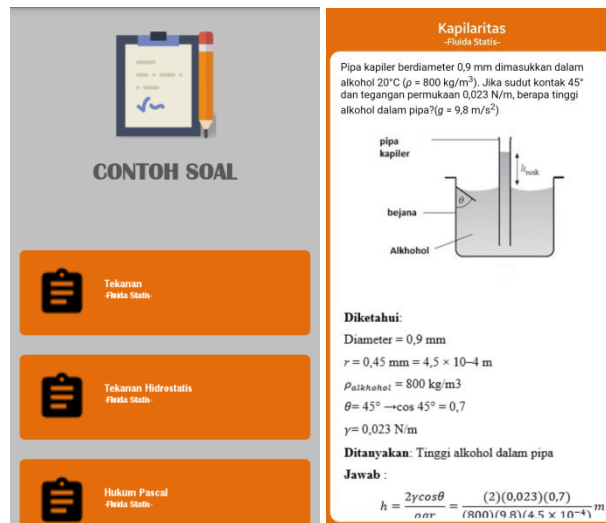 CONTOH SOAL
Tekanan
-Fluida Statis-
Tekanan Hidrostatis
-Fluida Statis-
Hukum Pascal
-Fluida Statis-
Kapilaritas
-Fluida Statis-
Pipa kapiler berdiameter 0,9 mm dimasukkan dalam
alkohol 20°C (ρ = 800 kg/m³). Jika sudut kontak 45°
dan tegangan permukaan 0,023 N/m, berapa tinggi
alkohol dalam pipa?(g = 9,8 m/s²)
pipa
kapiler
h_naik
θ
bejana
Alkhohol
Diketahui:
Diameter = 0,9 mm
r = 0,45 mm = 4,5 × 10–4 m
ρ_alkhohol = 800 kg/m3
θ= 45° →cos 45° = 0,7
γ= 0,023 N/m
Ditanyakan: Tinggi alkohol dalam pipa
Jawab :
h = 2γcosθ / ρgr = (2)(0,023)(0,7) / (800)(9,8)(4,5 × 10⁻⁴) m